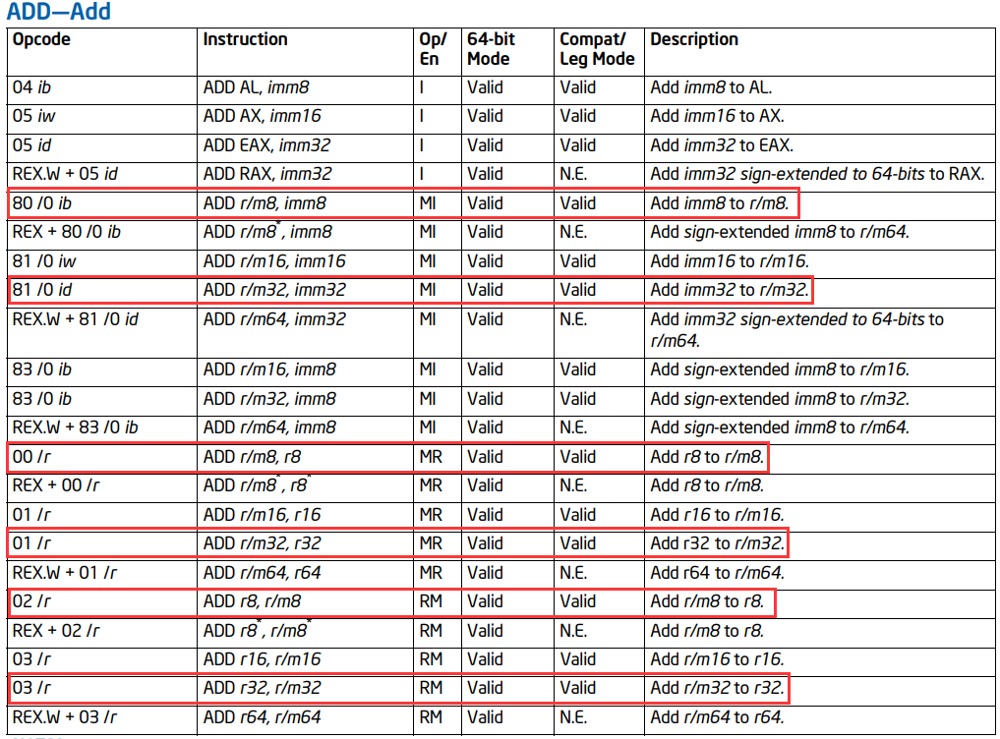 ADD—Add
Opcode Instruction Op/ En 64-bit Mode Compat/ Leg Mode Description
04 ib ADD AL, imm8 I Valid Valid Add imm8 to AL.
05 iw ADD AX, imm16 I Valid Valid Add imm16 to AX.
05 id ADD EAX, imm32 I Valid Valid Add imm32 to EAX.
REX.W + 05 id ADD RAX, imm32 I Valid N.E. Add imm32 sign-extended to 64-bits to RAX.
80 /0 ib ADD r/m8, imm8 MI Valid Valid Add imm8 to r/m8.
REX + 80 /0 ib ADD r/m8*, imm8 MI Valid N.E. Add sign-extended imm8 to r/m64.
81 /0 iw ADD r/m16, imm16 MI Valid Valid Add imm16 to r/m16.
81 /0 id ADD r/m32, imm32 MI Valid Valid Add imm32 to r/m32.
REX.W + 81 /0 id ADD r/m64, imm32 MI Valid N.E. Add imm32 sign-extended to 64-bits to
r/m64.
83 /0 ib ADD r/m16, imm8 MI Valid Valid Add sign-extended imm8 to r/m16.
83 /0 ib ADD r/m32, imm8 MI Valid Valid Add sign-extended imm8 to r/m32.
REX.W + 83 /0 ib ADD r/m64, imm8 MI Valid N.E. Add sign-extended imm8 to r/m64.
00 /r ADD r/m8, r8 MR Valid Valid Add r8 to r/m8.
REX + 00 /r ADD r/m8*, r8* MR Valid N.E. Add r8 to r/m8.
01 /r ADD r/m16, r16 MR Valid Valid Add r16 to r/m16.
01 /r ADD r/m32, r32 MR Valid Valid Add r32 to r/m32.
REX.W + 01 /r ADD r/m64, r64 MR Valid N.E. Add r64 to r/m64.
02 /r ADD r8, r/m8 RM Valid Valid Add r/m8 to r8.
REX + 02 /r ADD r8*, r/m8* RM Valid N.E. Add r/m8 to r8.
03 /r ADD r16, r/m16 RM Valid Valid Add r/m16 to r16.
03 /r ADD r32, r/m32 RM Valid Valid Add r/m32 to r32.
REX.W + 03 /r ADD r64, r/m64 RM Valid N.E. Add r/m64 to r64.